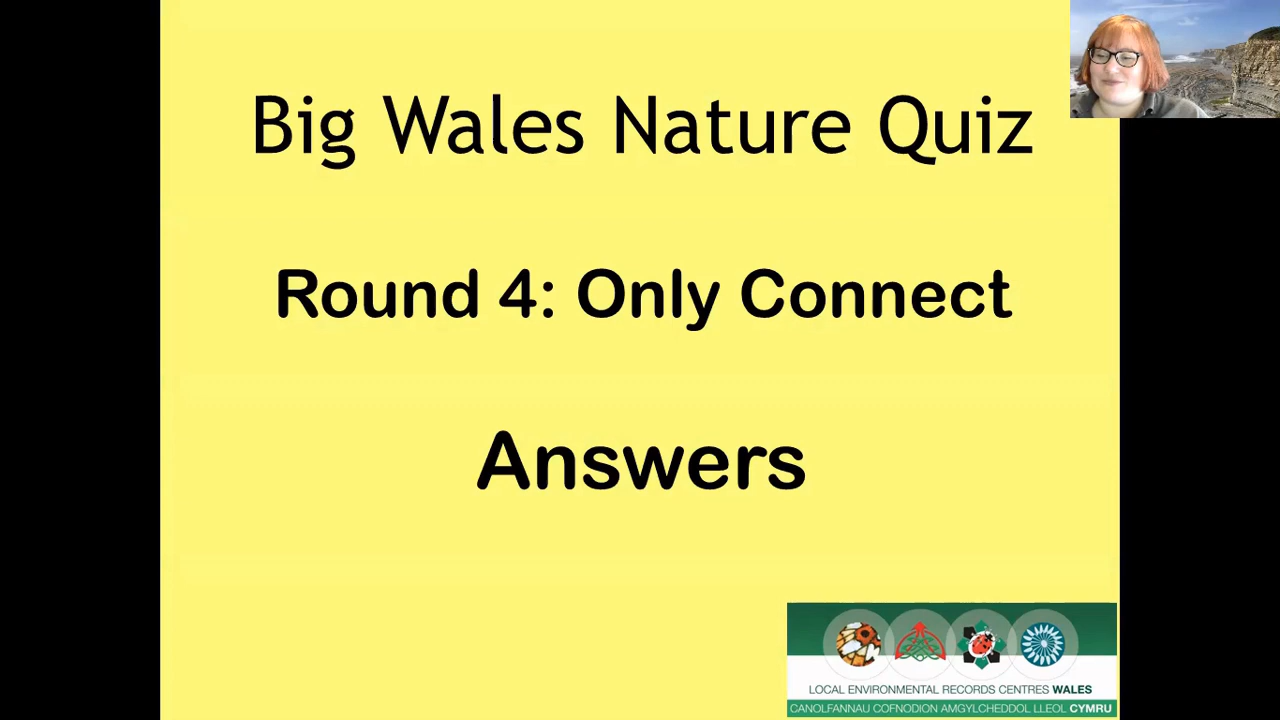 Big Wales Nature Quiz
Round 4: Only Connect
Answers
LOCAL ENVIRONMENTAL RECORDS CENTRES WALES
CANOLFANNAU COFNODION AMGYLCHEDDOL LLEOL CYMRU